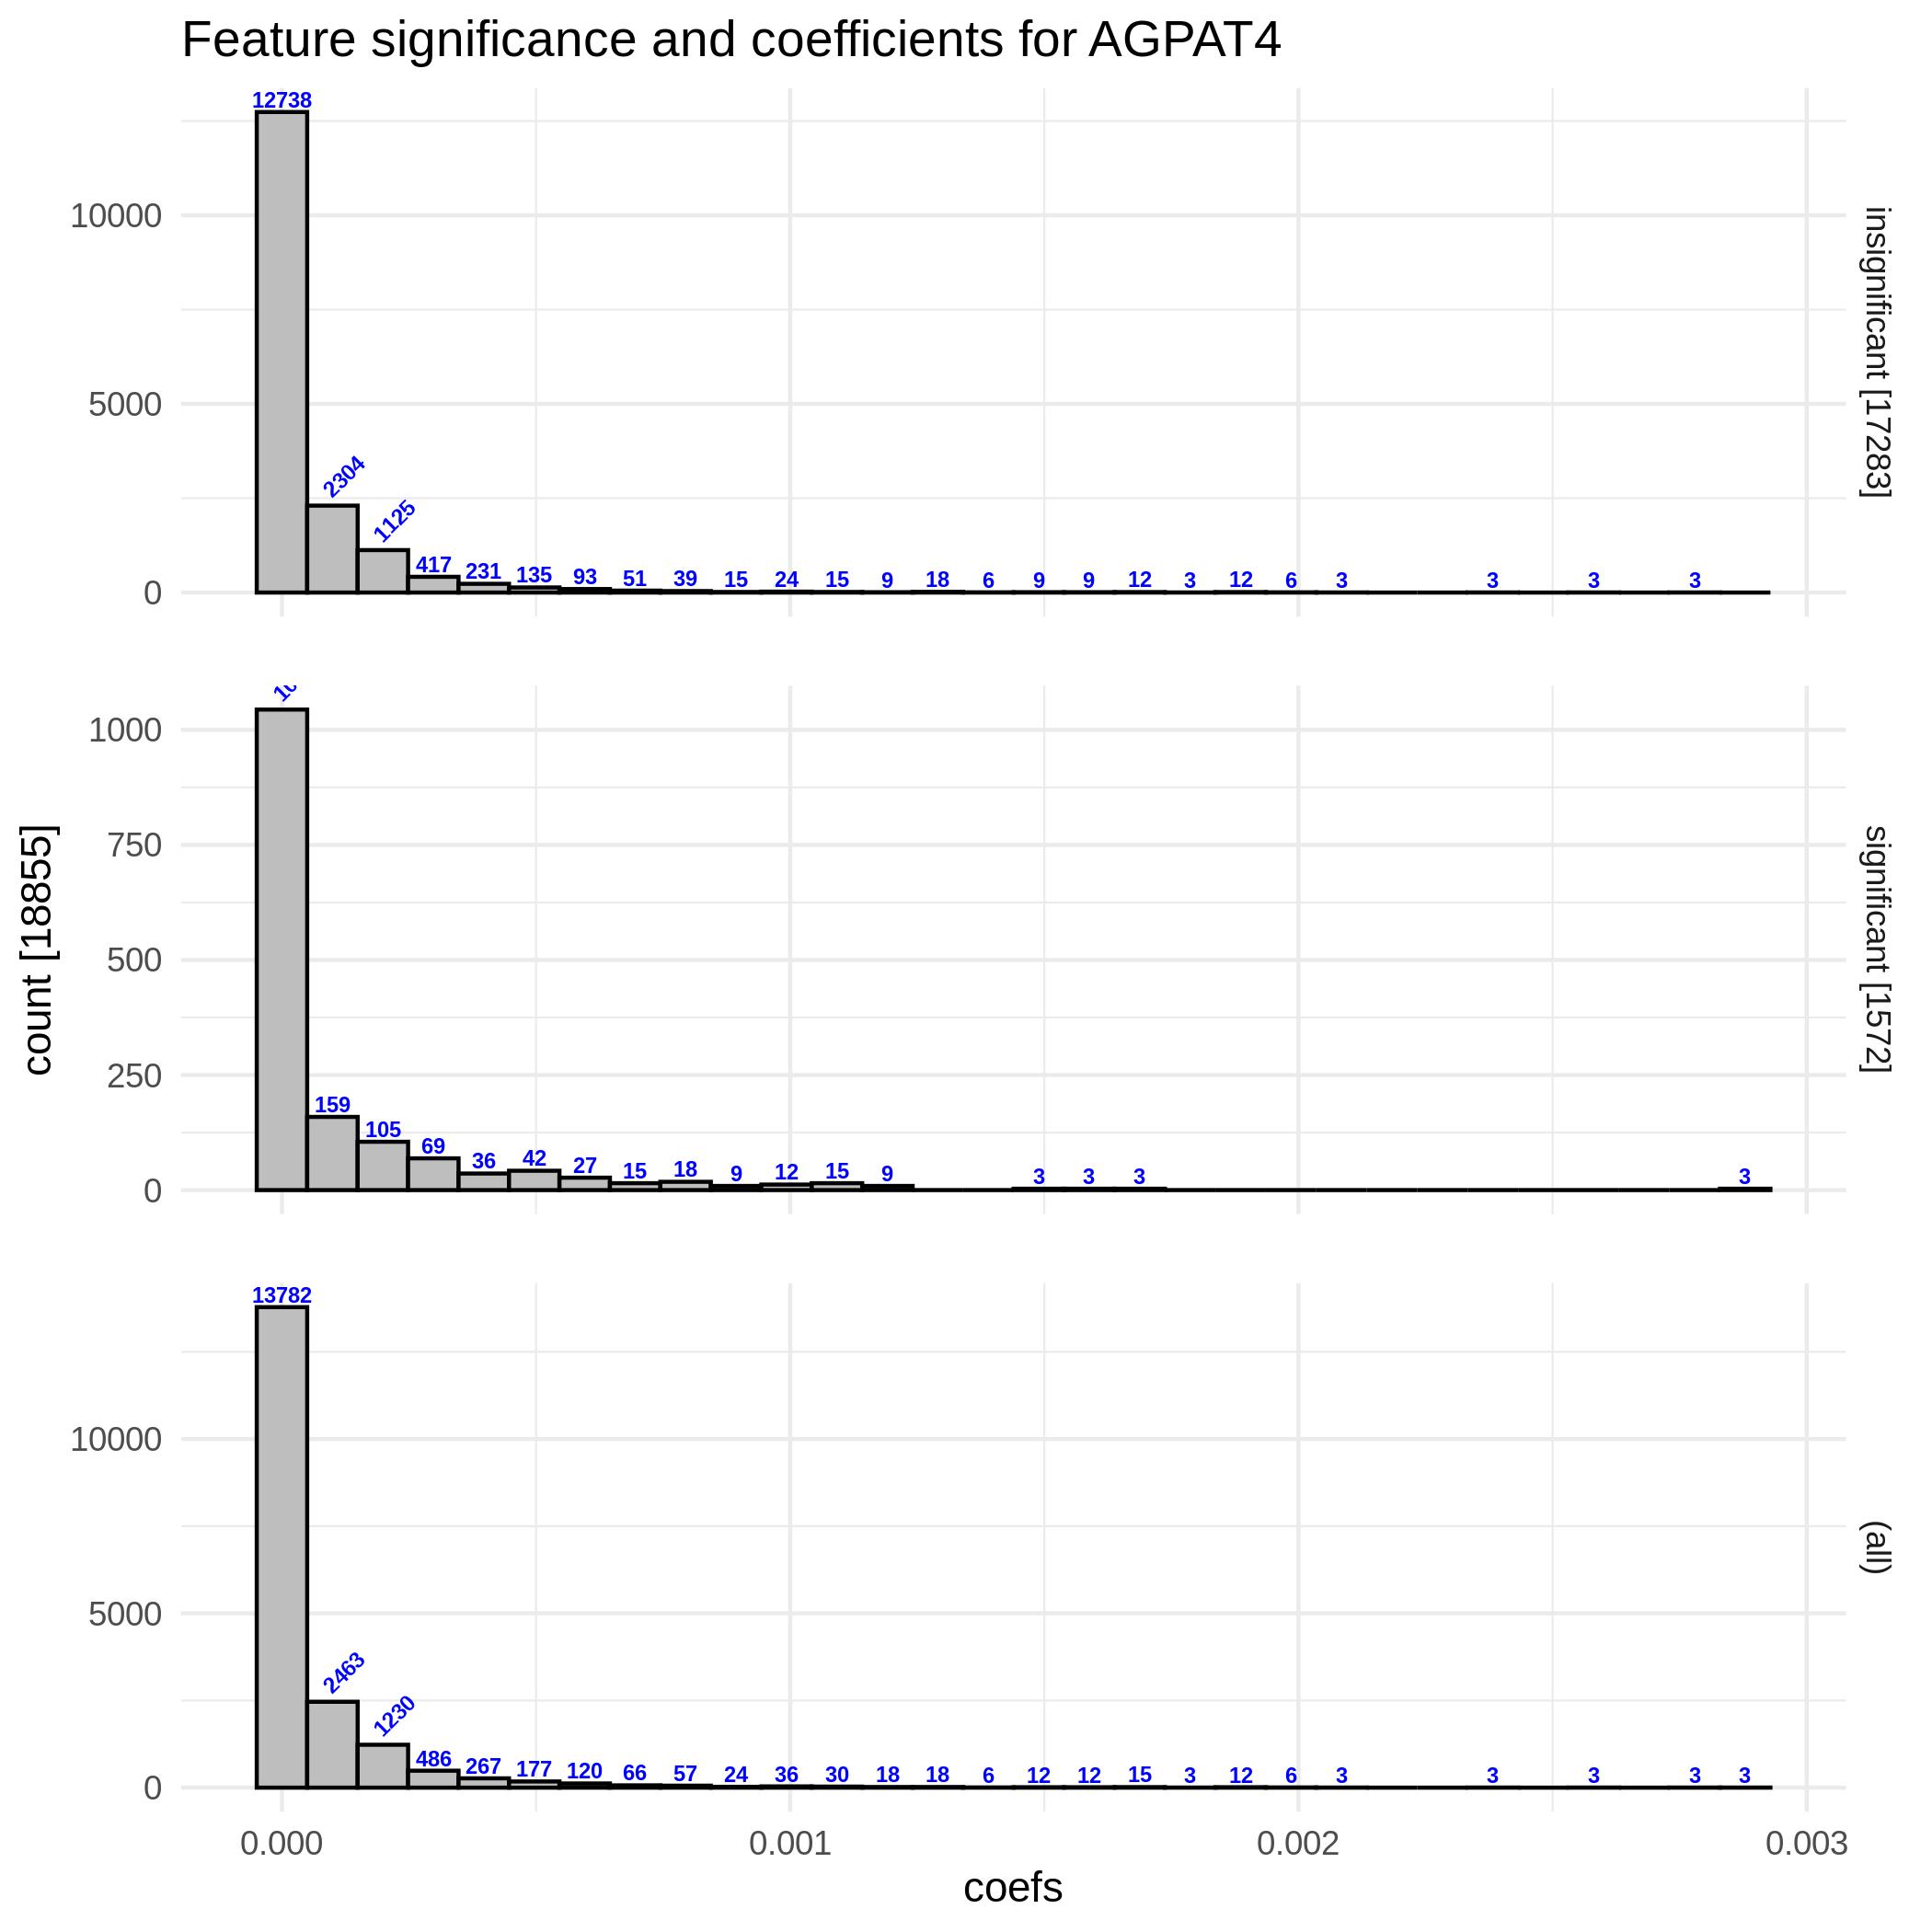 Feature significance and coefficients for AGPAT4
12738
2304
1125
417 231 135 93 51 39 15 24 15 9 18 6 9 9 12 3 12 6 3 3 3 3
10000
5000
0
insignificant [17283]
159
105
69
36 42 27 15 18 9 12 15 9 3 3 3 3
1000
750
500
250
0
significant [1572]
count [18855]
13782
2463
1230
486 267 177 120 66 57 24 36 30 18 18 6 12 12 15 3 12 6 3 3 3 3 3
10000
5000
0
(all)
0.000 0.001 0.002 0.003
coefs